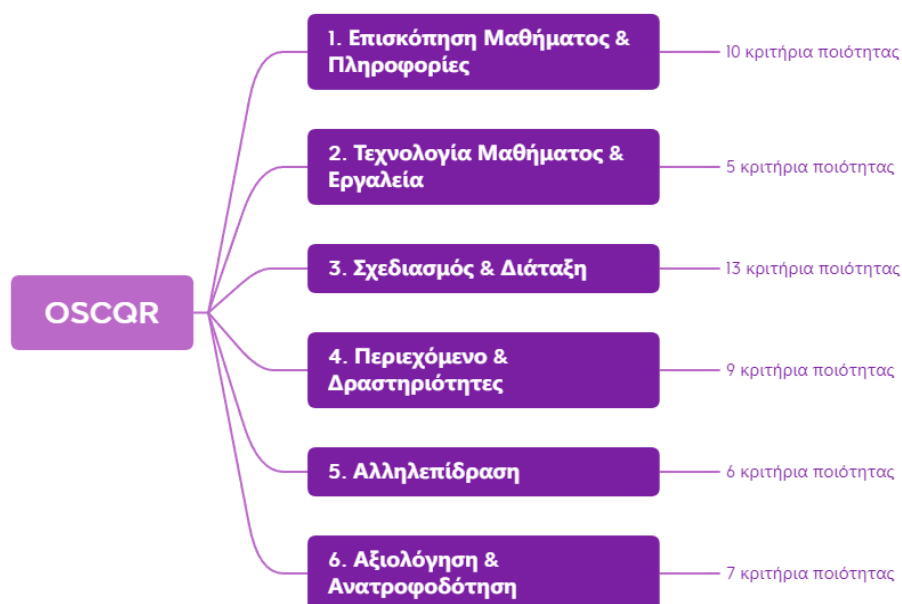 1. Επισκόπηση Μαθήματος &
Πληροφορίες
10 κριτήρια ποιότητας
2. Τεχνολογία Μαθήματος &
Εργαλεία
5 κριτήρια ποιότητας
3. Σχεδιασμός & Διάταξη
13 κριτήρια ποιότητας
OSCQR
4. Περιεχόμενο &
Δραστηριότητες
9 κριτήρια ποιότητας
5. Αλληλεπίδραση
6 κριτήρια ποιότητας
6. Αξιολόγηση &
Ανατροφοδότηση
7 κριτήρια ποιότητας